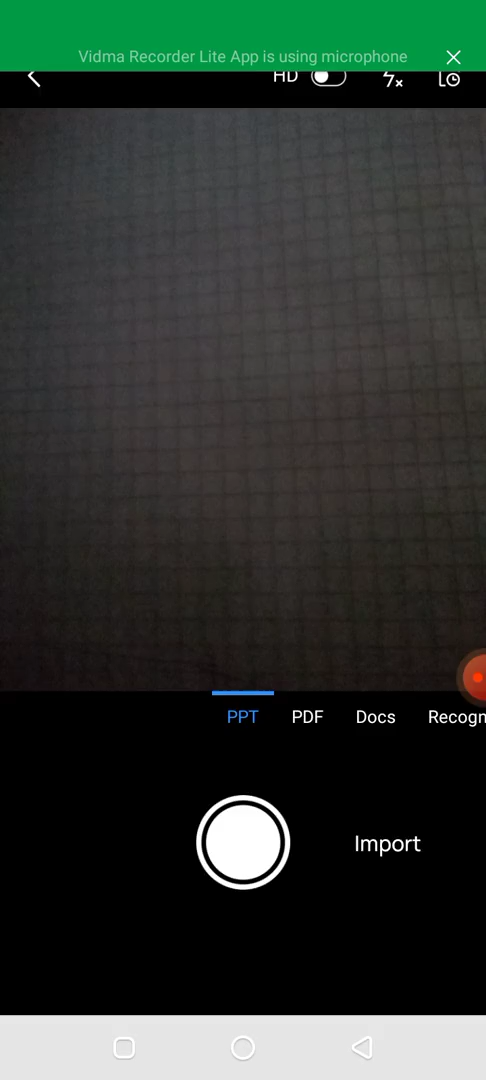 Vidma Recorder Lite App is using microphone
HD
PPT PDF Docs Recogn
Import